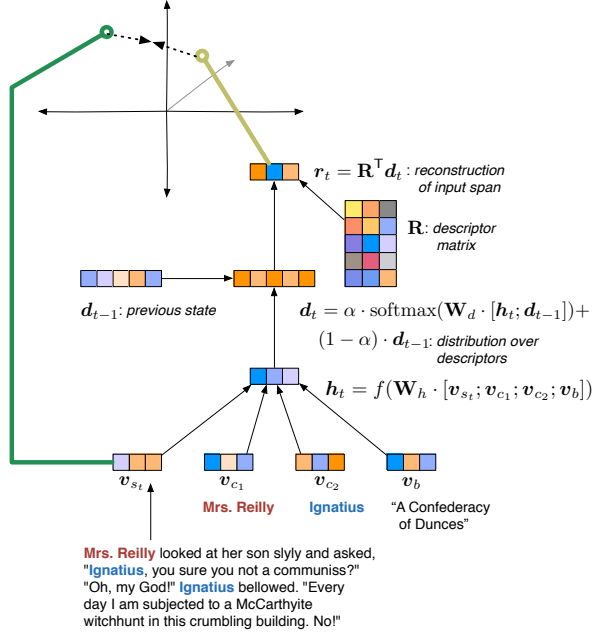 r_t = R^T d_t : reconstruction
of input span
R: descriptor
matrix
d_{t-1}: previous state
d_t = α · softmax(W_d · [h_t; d_{t-1}])+
(1 − α) · d_{t-1}: distribution over
descriptors
h_t = f(W_h · [v_{s_t}; v_{c_1}; v_{c_2}; v_b])
v_{s_t} v_{c_1} v_{c_2} v_b
Mrs. Reilly Ignatius "A Confederacy
of Dunces"
Mrs. Reilly looked at her son slyly and asked,
"Ignatius, you sure you not a communiss?"
"Oh, my God!" Ignatius bellowed. "Every
day I am subjected to a McCarthyite
witchhunt in this crumbling building. No!"